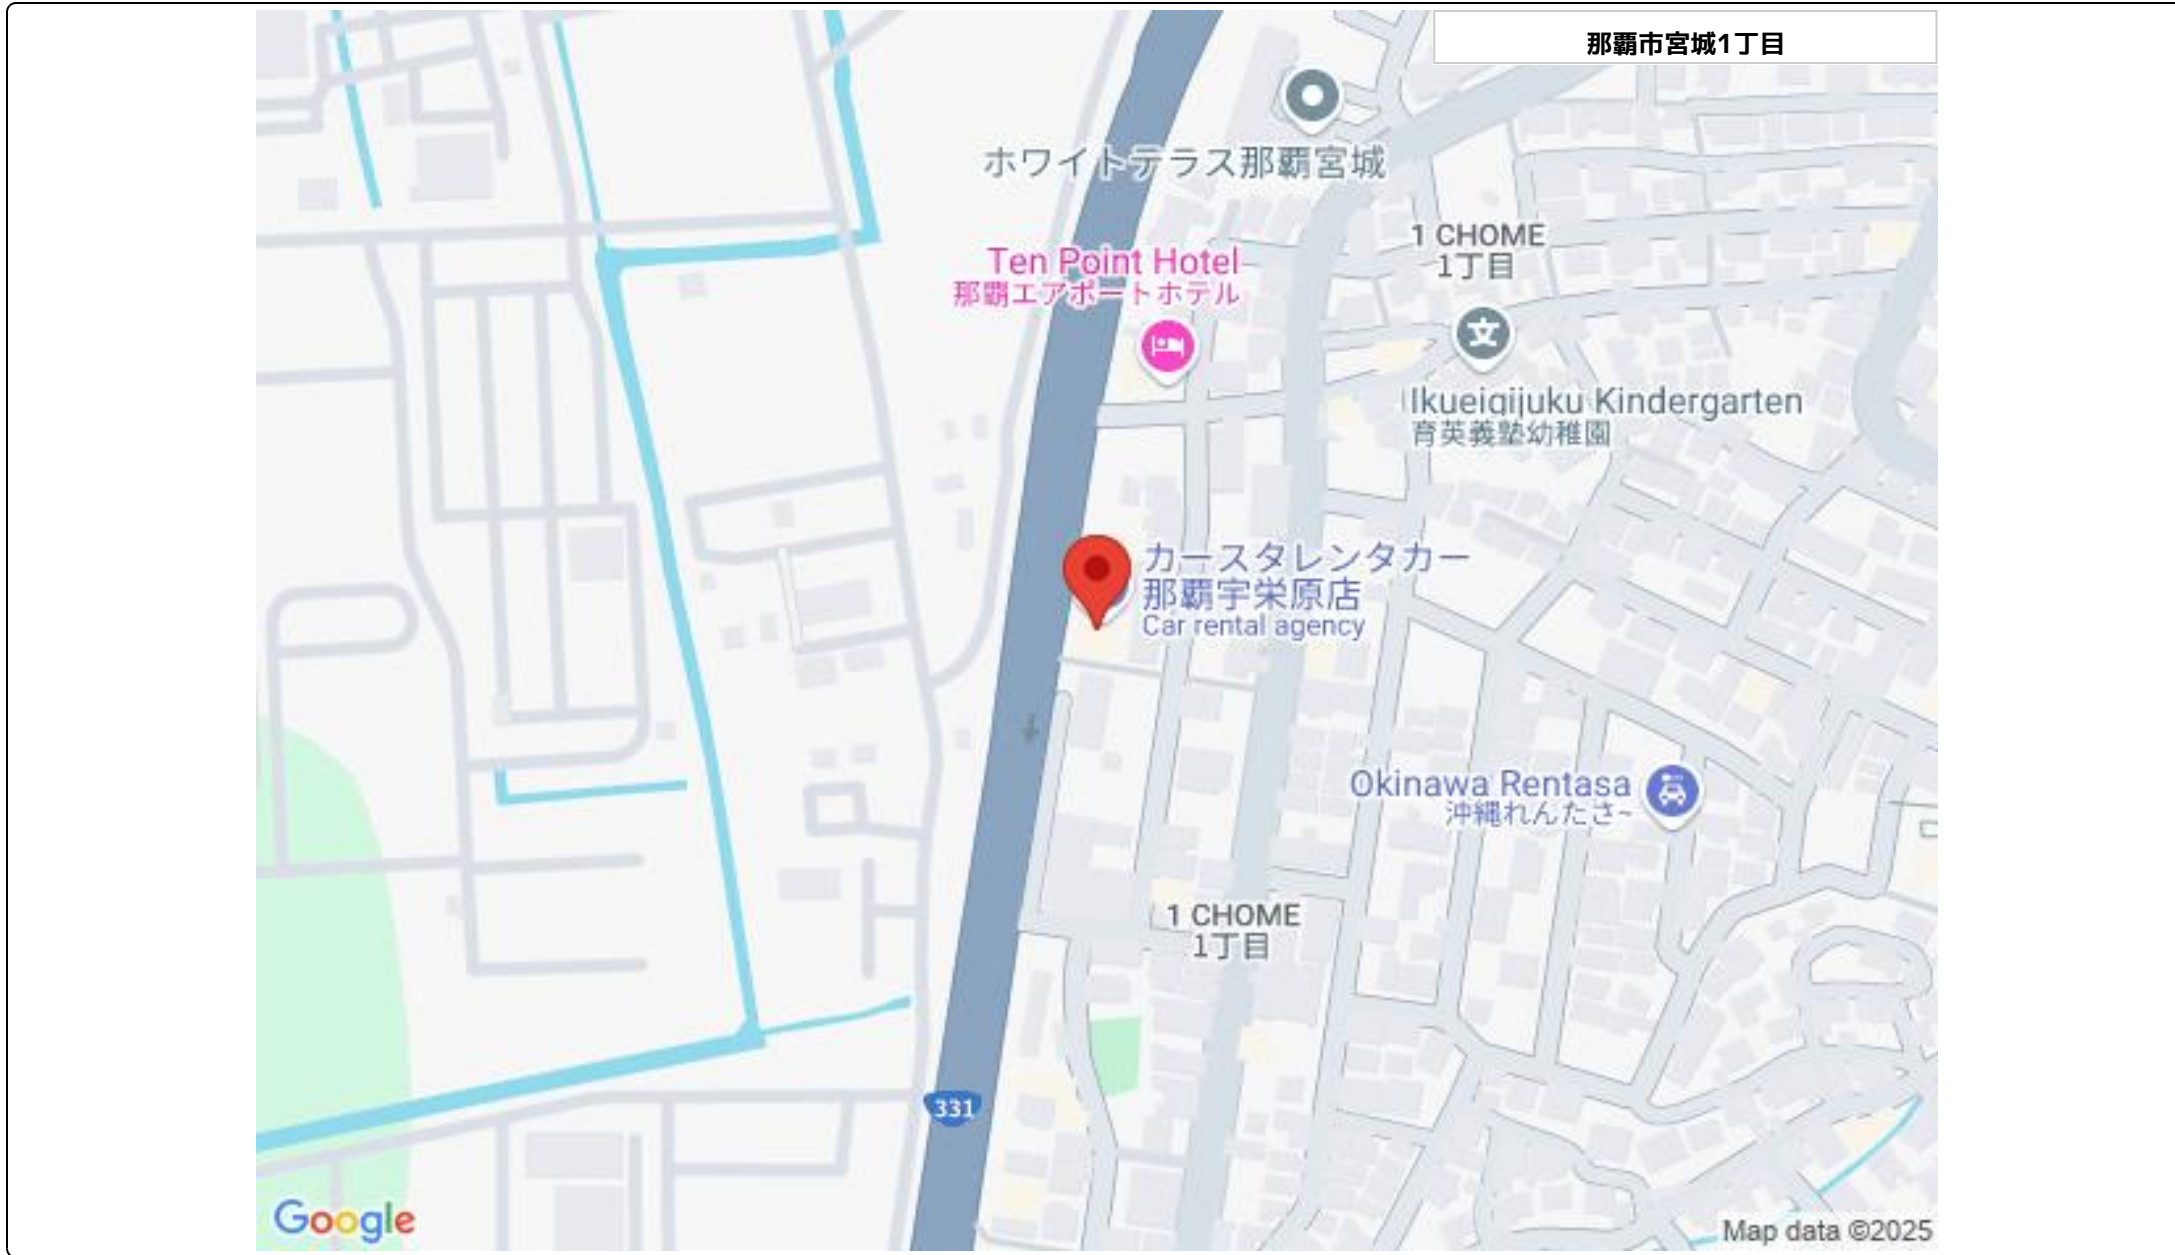 那覇市宮城1丁目
ホワイトテラス那覇宮城
1 CHOME
1丁目
Ten Point Hotel
那覇エアポートホテル
文
Ikueigijuku Kindergarten
育英義塾幼稚園
カースタレンタカー
那覇宇栄原店
Car rental agency
Okinawa Rentasa
沖縄れんたさ~
1 CHOME
1丁目
331
Google
Map data ©2025